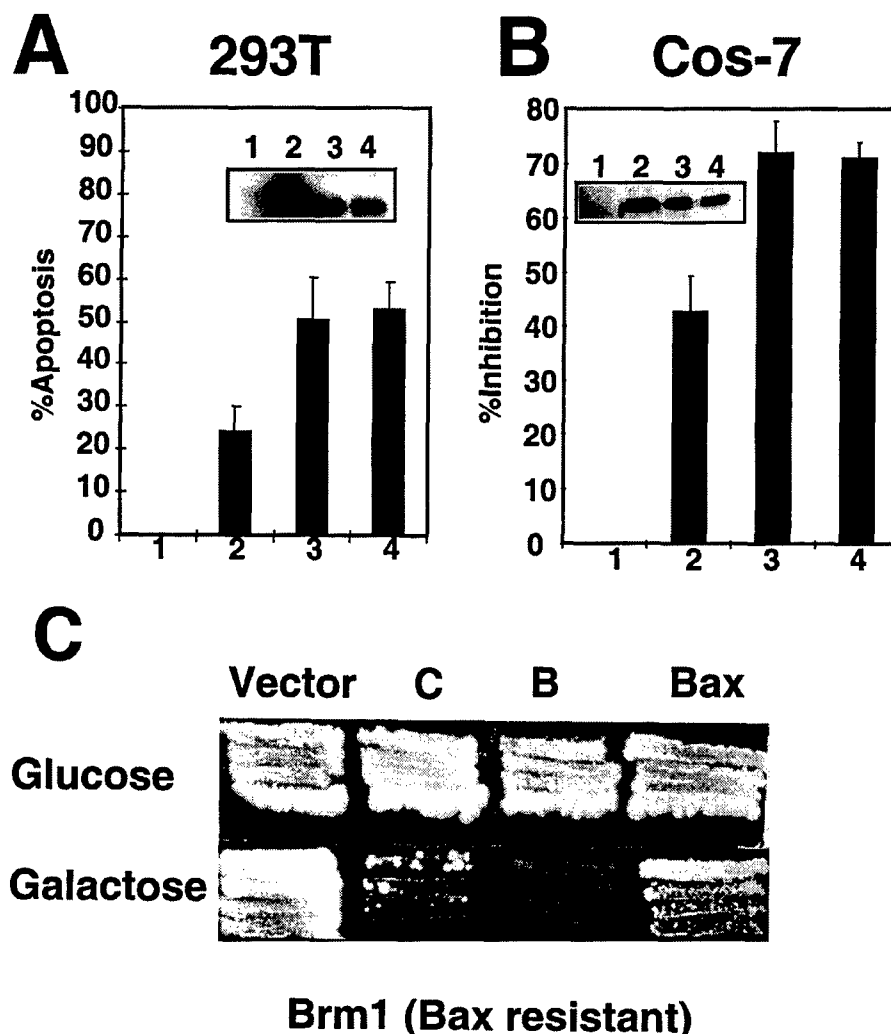 A
293T
%Apoptosis
100
90
80
70
60
50
40
30
20
10
0
1 2 3 4
1 2 3 4
B
Cos-7
%Inhibition
80
70
60
50
40
30
20
10
0
1 2 3 4
1 2 3 4
C
Vector C B Bax
Glucose
Galactose
Brm1 (Bax resistant)